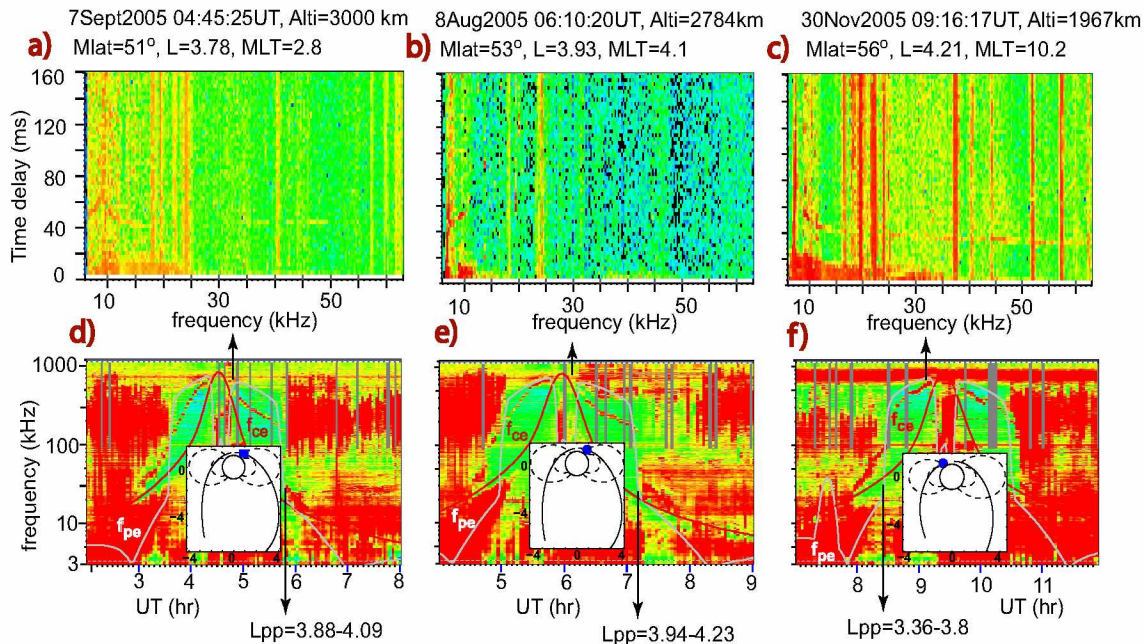 7Sept2005 04:45:25UT, Alti=3000 km
Mlat=51°, L=3.78, MLT=2.8
8Aug2005 06:10:20UT, Alti=2784km
Mlat=53°, L=3.93, MLT=4.1
30Nov2005 09:16:17UT, Alti=1967km
Mlat=56°, L=4.21, MLT=10.2
a) b) c)
Time delay (ms)
160
120
80
40
0
10 30 50
10 30 50
10 30 50
frequency (kHz) frequency (kHz) frequency (kHz)
d) e) f)
frequency (kHz)
1000
100
10
3
fce fce fce
fpe fpe fpe
0 0 0
-4 -4 -4
-4 0 4
-4 0 4
-4 0 4
3 4 5 6 7 8
5 6 7 8 9
8 9 10 11
UT (hr) UT (hr) UT (hr)
Lpp=3.88-4.09 Lpp=3.94-4.23 Lpp=3.36-3.8